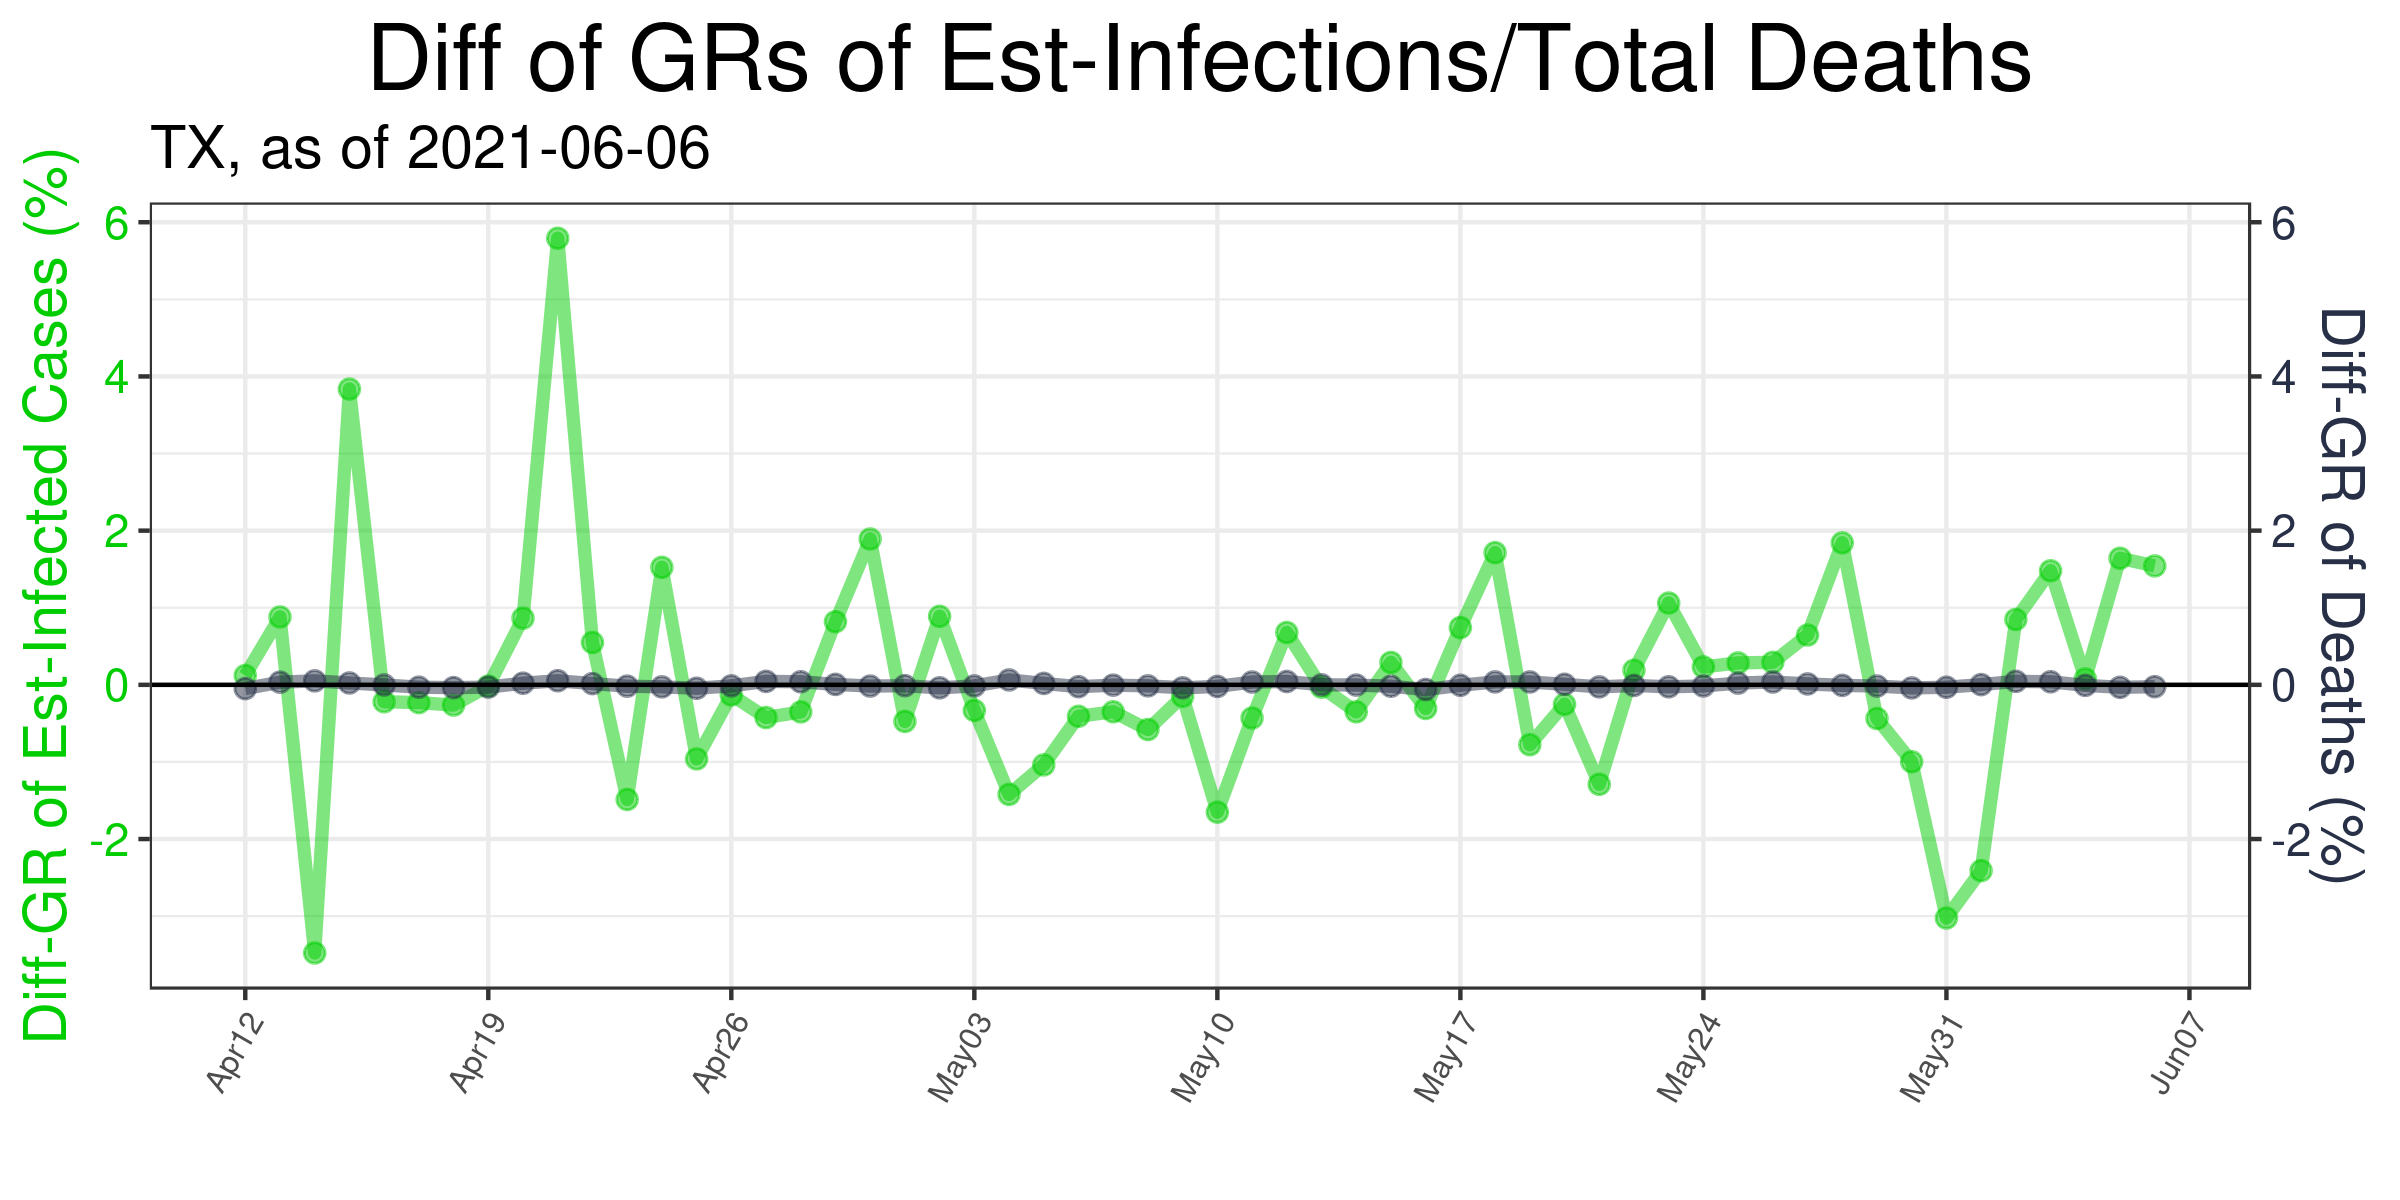 Diff of GRs of Est-Infections/Total Deaths
TX, as of 2021-06-06
Diff-GR of Est-Infected Cases (%)
6
4
2
0
-2
6
4
2
0
-2
Diff-GR of Deaths (%)
Apr12
Apr19
Apr26
May03
May10
May17
May24
May31
Jun07